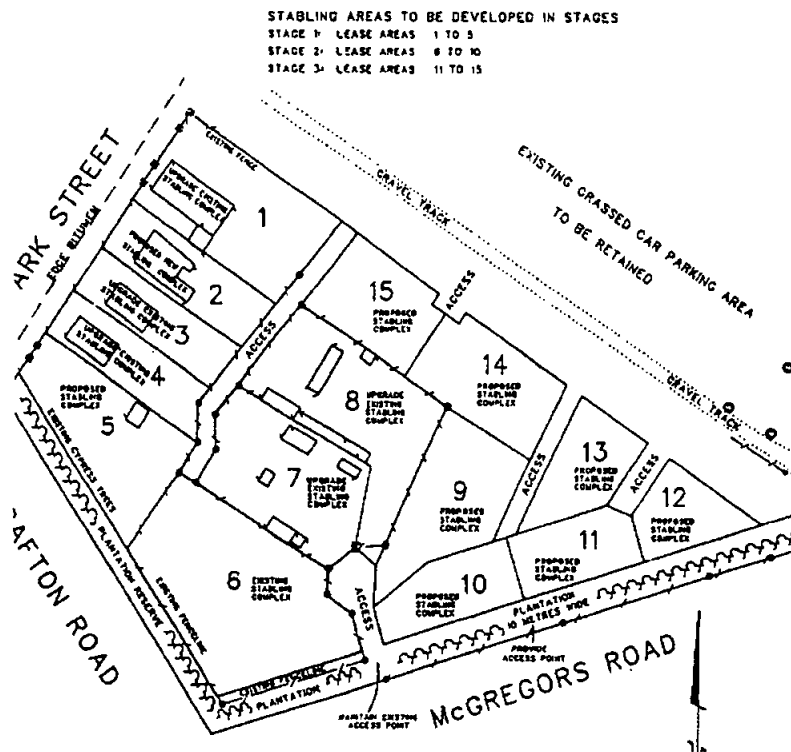 STABLING AREAS TO BE DEVELOPED IN STAGES
STAGE 1: LEASE AREAS 1 TO 5
STAGE 2: LEASE AREAS 6 TO 10
STAGE 3: LEASE AREAS 11 TO 15
ARK STREET
EDGE BITUMEN
EXISTING FENCE
GRAVEL TRACK
EXISTING GRASSED CAR PARKING AREA
TO BE RETAINED
GRAVEL TRACK
1
UPGRADE EXISTING
STABLING COMPLEX
2
PROPOSED NEW
STABLING COMPLEX
3
UPGRADE EXISTING
STABLING COMPLEX
4
UPGRADE EXISTING
STABLING COMPLEX
5
PROPOSED
STABLING
COMPLEX
ACCESS
15
PROPOSED
STABLING
COMPLEX
ACCESS
14
PROPOSED
STABLING
COMPLEX
8
UPGRADE
EXISTING
STABLING
COMPLEX
7
UPGRADE
EXISTING
STABLING
COMPLEX
9
PROPOSED
STABLING
COMPLEX
ACCESS
13
PROPOSED
STABLING
COMPLEX
ACCESS
12
PROPOSED
STABLING
COMPLEX
11
PROPOSED
STABLING
COMPLEX
10
PROPOSED
STABLING
COMPLEX
6
EXISTING
STABLING
COMPLEX
ACCESS
EXISTING CYPRESS TREES
PLANTATION RESERVE
EXISTING FENCELINE
EXISTING FENCELINE
PLANTATION
PLANTATION
10 METRES WIDE
PROVIDE
ACCESS POINT
MAINTAIN EXISTING
ACCESS POINT
AFTON ROAD
McGREGORS ROAD